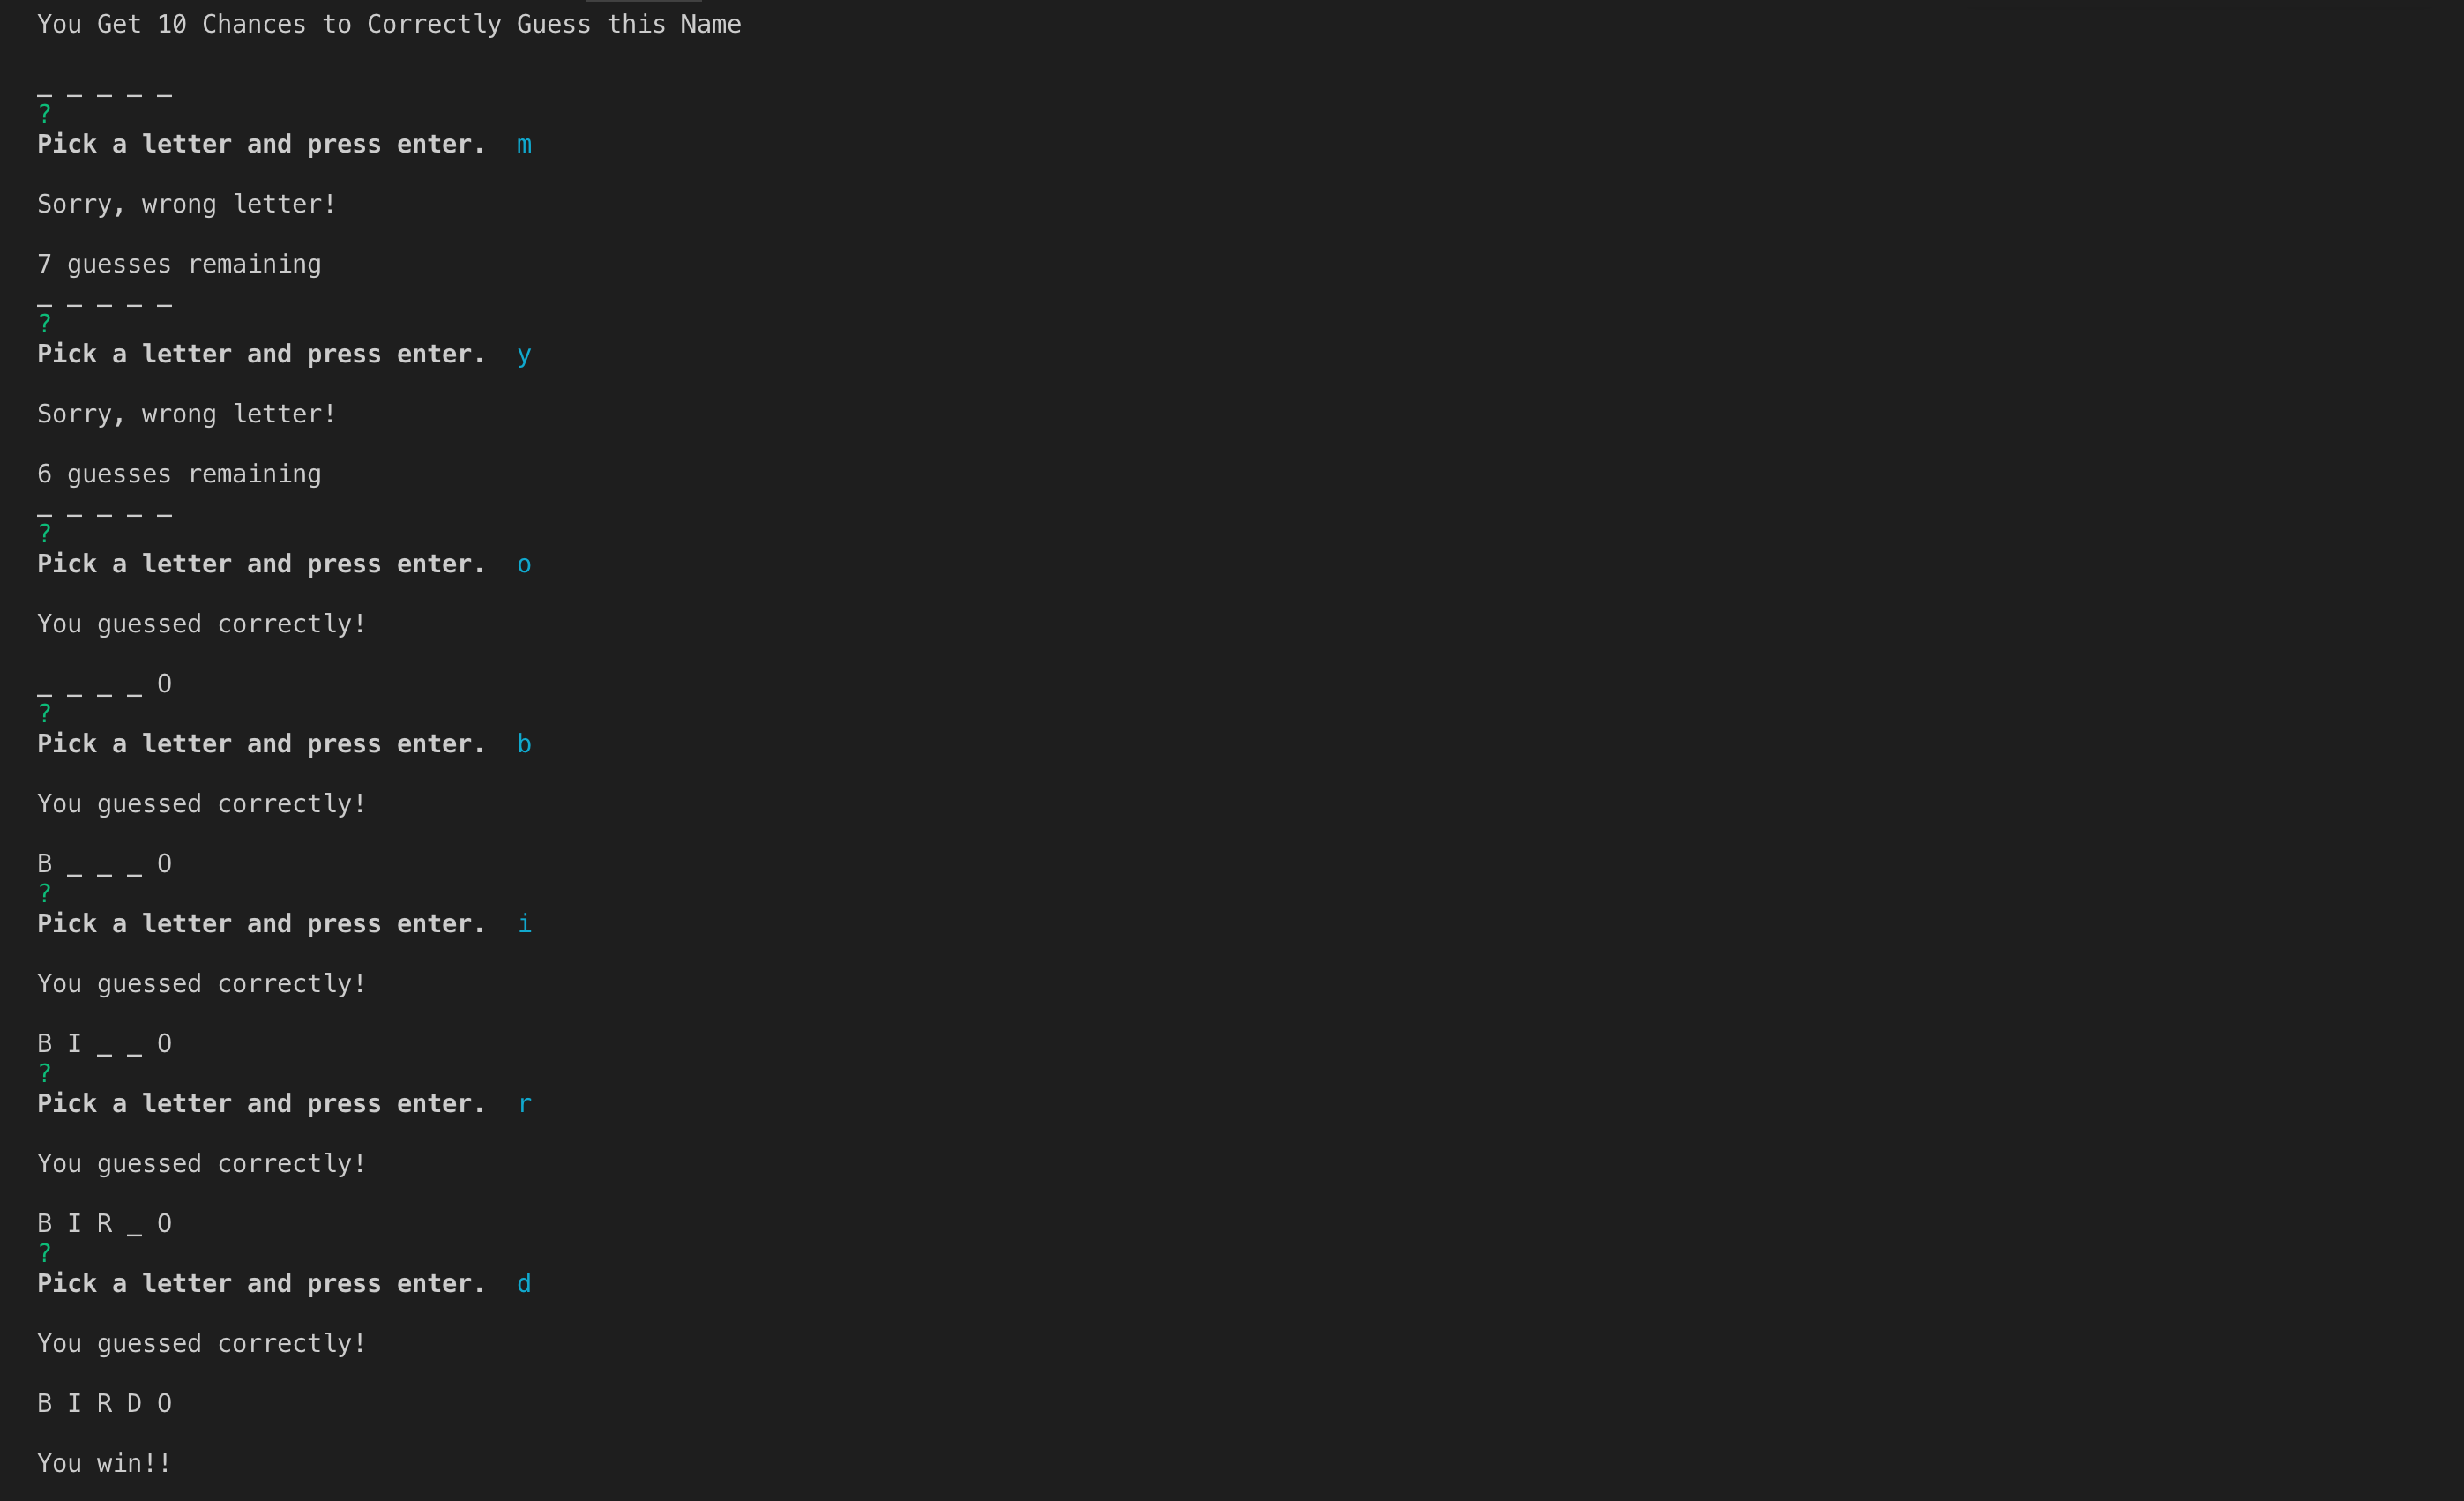 You Get 10 Chances to Correctly Guess this Name
_ _ _ _ _
?
Pick a letter and press enter.  m
Sorry, wrong letter!
7 guesses remaining
_ _ _ _ _
?
Pick a letter and press enter.  y
Sorry, wrong letter!
6 guesses remaining
_ _ _ _ _
?
Pick a letter and press enter.  o
You guessed correctly!
_ _ _ _ O
?
Pick a letter and press enter.  b
You guessed correctly!
B _ _ _ O
?
Pick a letter and press enter.  i
You guessed correctly!
B I _ _ O
?
Pick a letter and press enter.  r
You guessed correctly!
B I R _ O
?
Pick a letter and press enter.  d
You guessed correctly!
B I R D O
You win!!